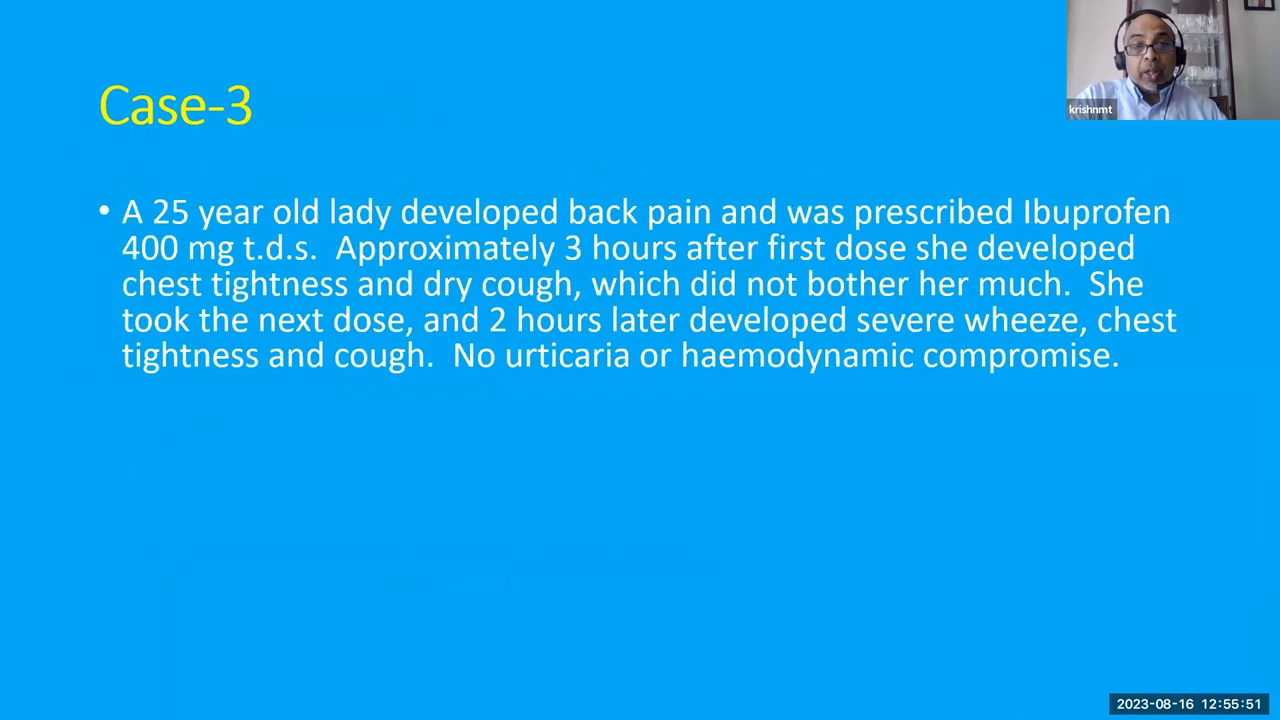 krishnmt
Case-3
• A 25 year old lady developed back pain and was prescribed Ibuprofen
400 mg t.d.s.  Approximately 3 hours after first dose she developed
chest tightness and dry cough, which did not bother her much.  She
took the next dose, and 2 hours later developed severe wheeze, chest
tightness and cough.  No urticaria or haemodynamic compromise.
2023-08-16 12:55:51